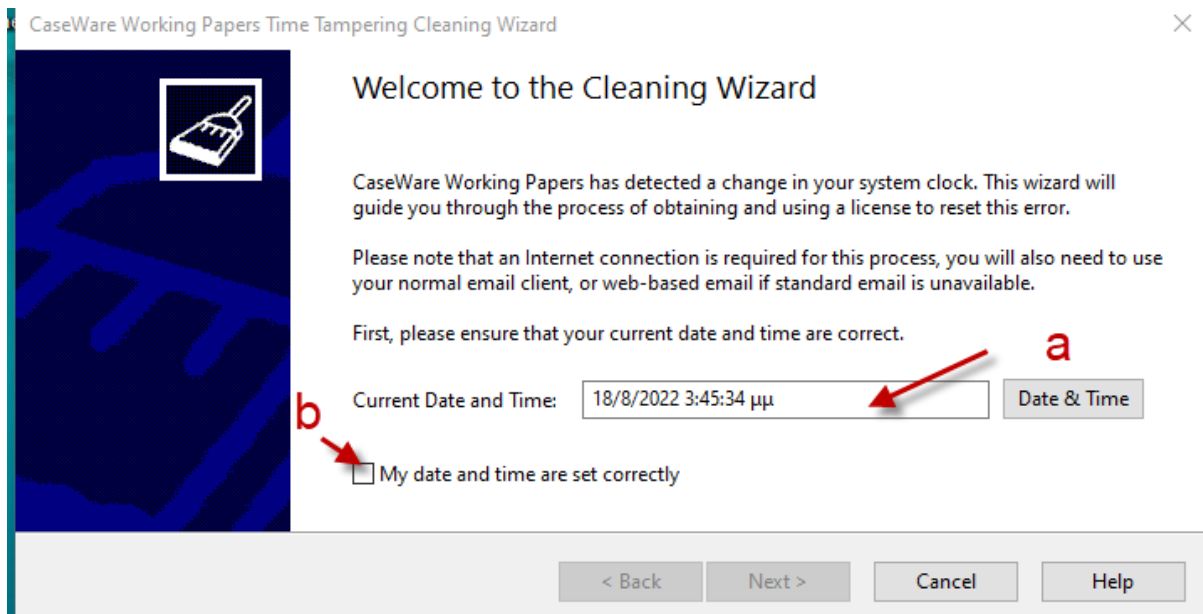 CaseWare Working Papers Time Tampering Cleaning Wizard
Welcome to the Cleaning Wizard
CaseWare Working Papers has detected a change in your system clock. This wizard will
guide you through the process of obtaining and using a license to reset this error.
Please note that an Internet connection is required for this process, you will also need to use
your normal email client, or web-based email if standard email is unavailable.
First, please ensure that your current date and time are correct.
a
Current Date and Time: 18/8/2022 3:45:34 μμ Date & Time
b
My date and time are set correctly
< Back Next > Cancel Help